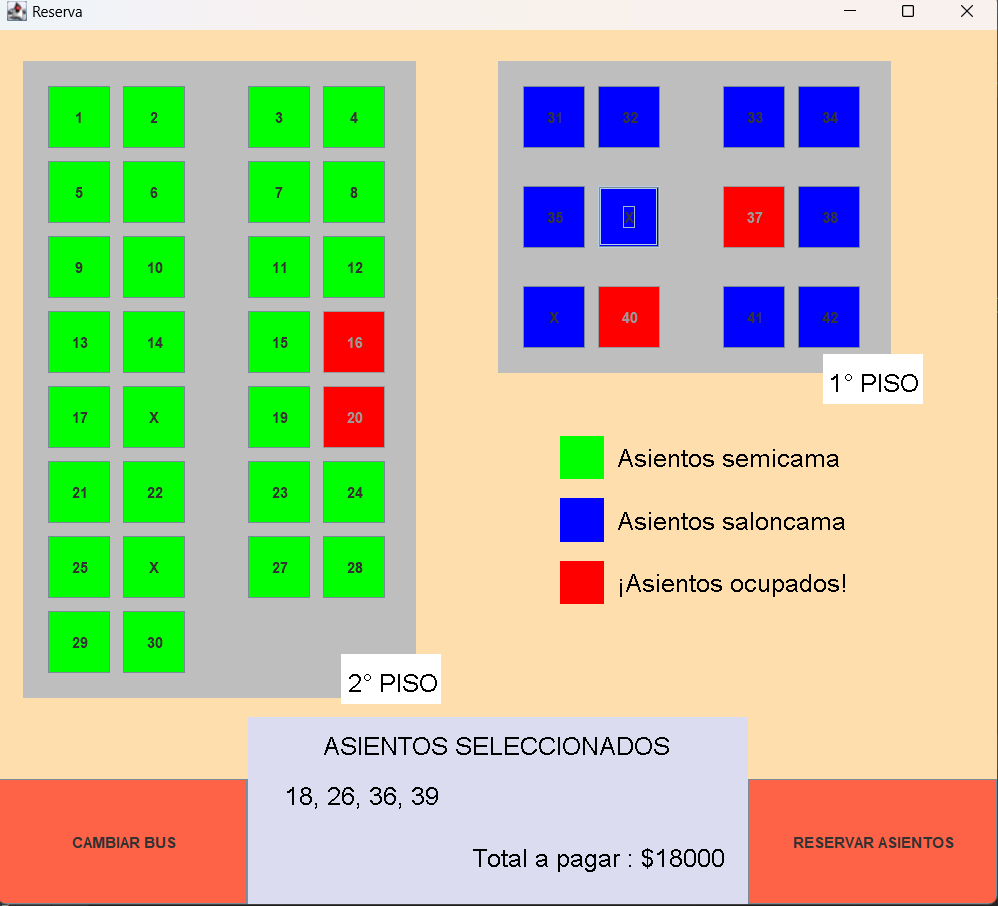 Reserva
1 2 3 4
5 6 7 8
9 10 11 12
13 14 15 16
17 X 19 20
21 22 23 24
25 X 27 28
29 30
2° PISO
31 32 33 34
35 X 37 38
X 40 41 42
1° PISO
Asientos semicama
Asientos saloncama
¡Asientos ocupados!
ASIENTOS SELECCIONADOS
18, 26, 36, 39
Total a pagar : $18000
CAMBIAR BUS
RESERVAR ASIENTOS